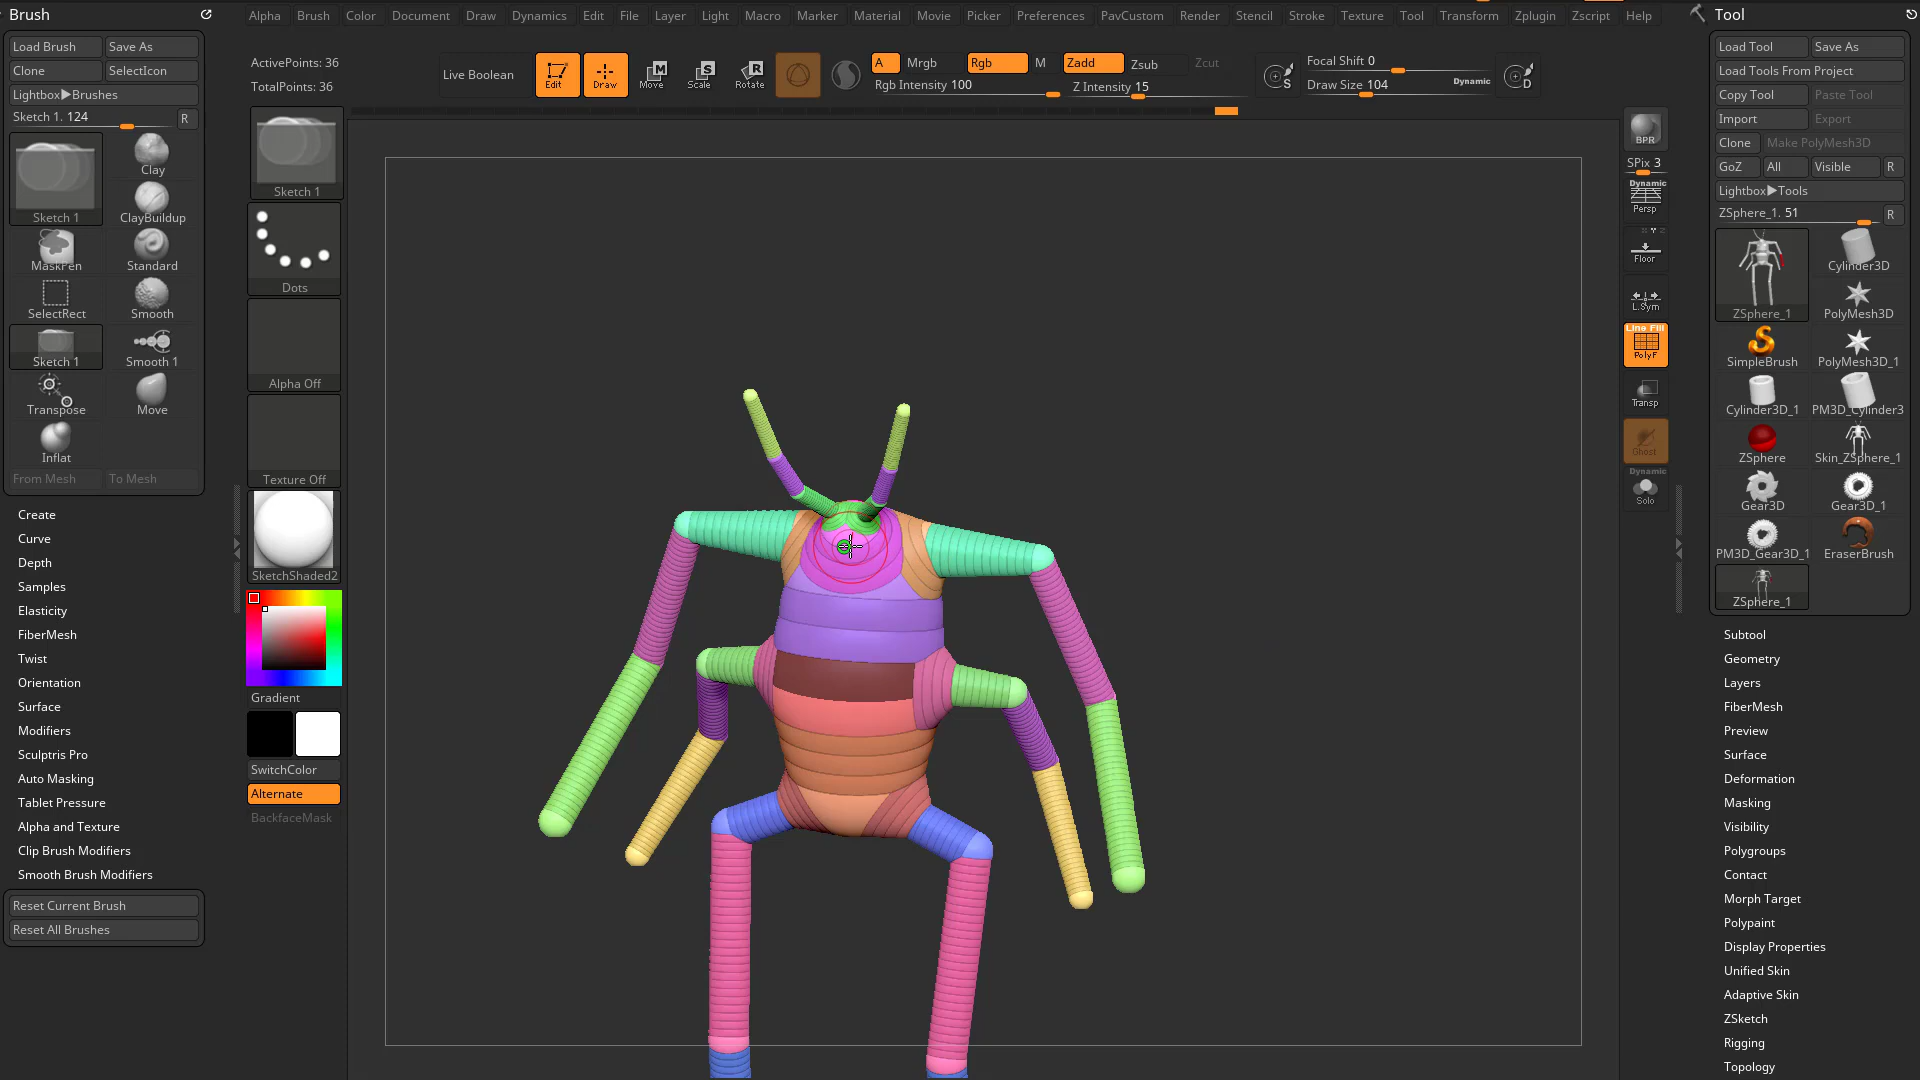 Brush
Alpha Brush Color Document Draw Dynamics Edit File Layer Light Macro Marker Material Movie Picker Preferences PavCustom Render Stencil Stroke Texture Tool Transform Zplugin Zscript Help
Tool
Load Brush Save As
Clone SelectIcon
Lightbox▶Brushes
Sketch 1. 124 R
Sketch 1
Clay
ClayBuildup
MaskPen Standard
SelectRect Smooth
Sketch 1 Smooth 1
Transpose Move
Inflat
From Mesh To Mesh
Create
Curve
Depth
Samples
Elasticity
FiberMesh
Twist
Orientation
Surface
Modifiers
Sculptris Pro
Auto Masking
Tablet Pressure
Alpha and Texture
Clip Brush Modifiers
Smooth Brush Modifiers
Reset Current Brush
Reset All Brushes
ActivePoints: 36
TotalPoints: 36
Live Boolean
Edit Draw Move Scale Rotate
A Mrgb Rgb M Zadd Zsub Zcut
Rgb Intensity 100 Z Intensity 15
S
Focal Shift 0
Draw Size 104 Dynamic
D
Sketch 1
Dots
Alpha Off
Texture Off
SketchShaded2
Gradient
SwitchColor
Alternate
BackfaceMask
BPR
SPix 3
Dynamic
Persp
Floor
L.Sym
Line Fill
PolyF
Transp
Ghost
Dynamic
Solo
Load Tool Save As
Load Tools From Project
Copy Tool Paste Tool
Import Export
Clone Make PolyMesh3D
GoZ All Visible R
Lightbox▶Tools
ZSphere_1. 51 R
ZSphere_1
Cylinder3D
PolyMesh3D
SimpleBrush PolyMesh3D_1
Cylinder3D_1 PM3D_Cylinder3
ZSphere Skin_ZSphere_1
Gear3D Gear3D_1
PM3D_Gear3D_1 EraserBrush
ZSphere_1
Subtool
Geometry
Layers
FiberMesh
Preview
Surface
Deformation
Masking
Visibility
Polygroups
Contact
Morph Target
Polypaint
Display Properties
Unified Skin
Adaptive Skin
ZSketch
Rigging
Topology